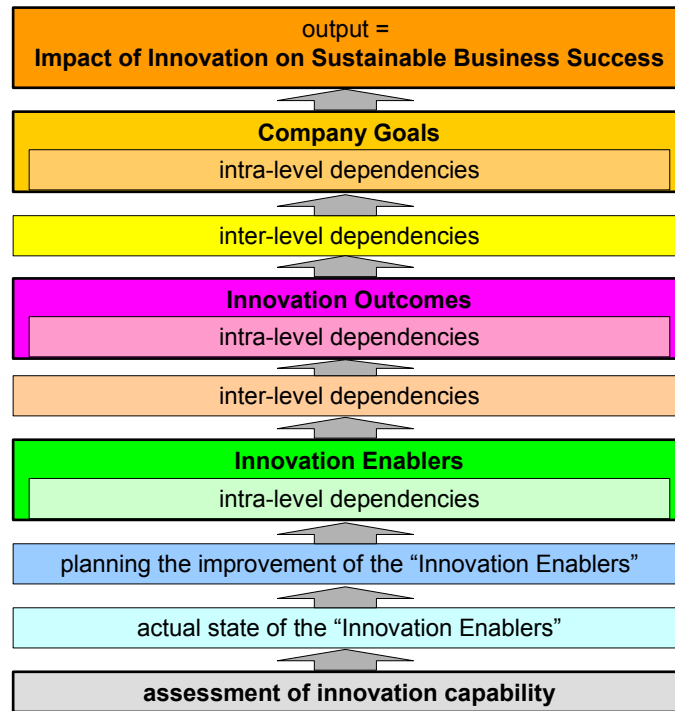 output =
Impact of Innovation on Sustainable Business Success
Company Goals
intra-level dependencies
inter-level dependencies
Innovation Outcomes
intra-level dependencies
inter-level dependencies
Innovation Enablers
intra-level dependencies
planning the improvement of the “Innovation Enablers”
actual state of the “Innovation Enablers”
assessment of innovation capability